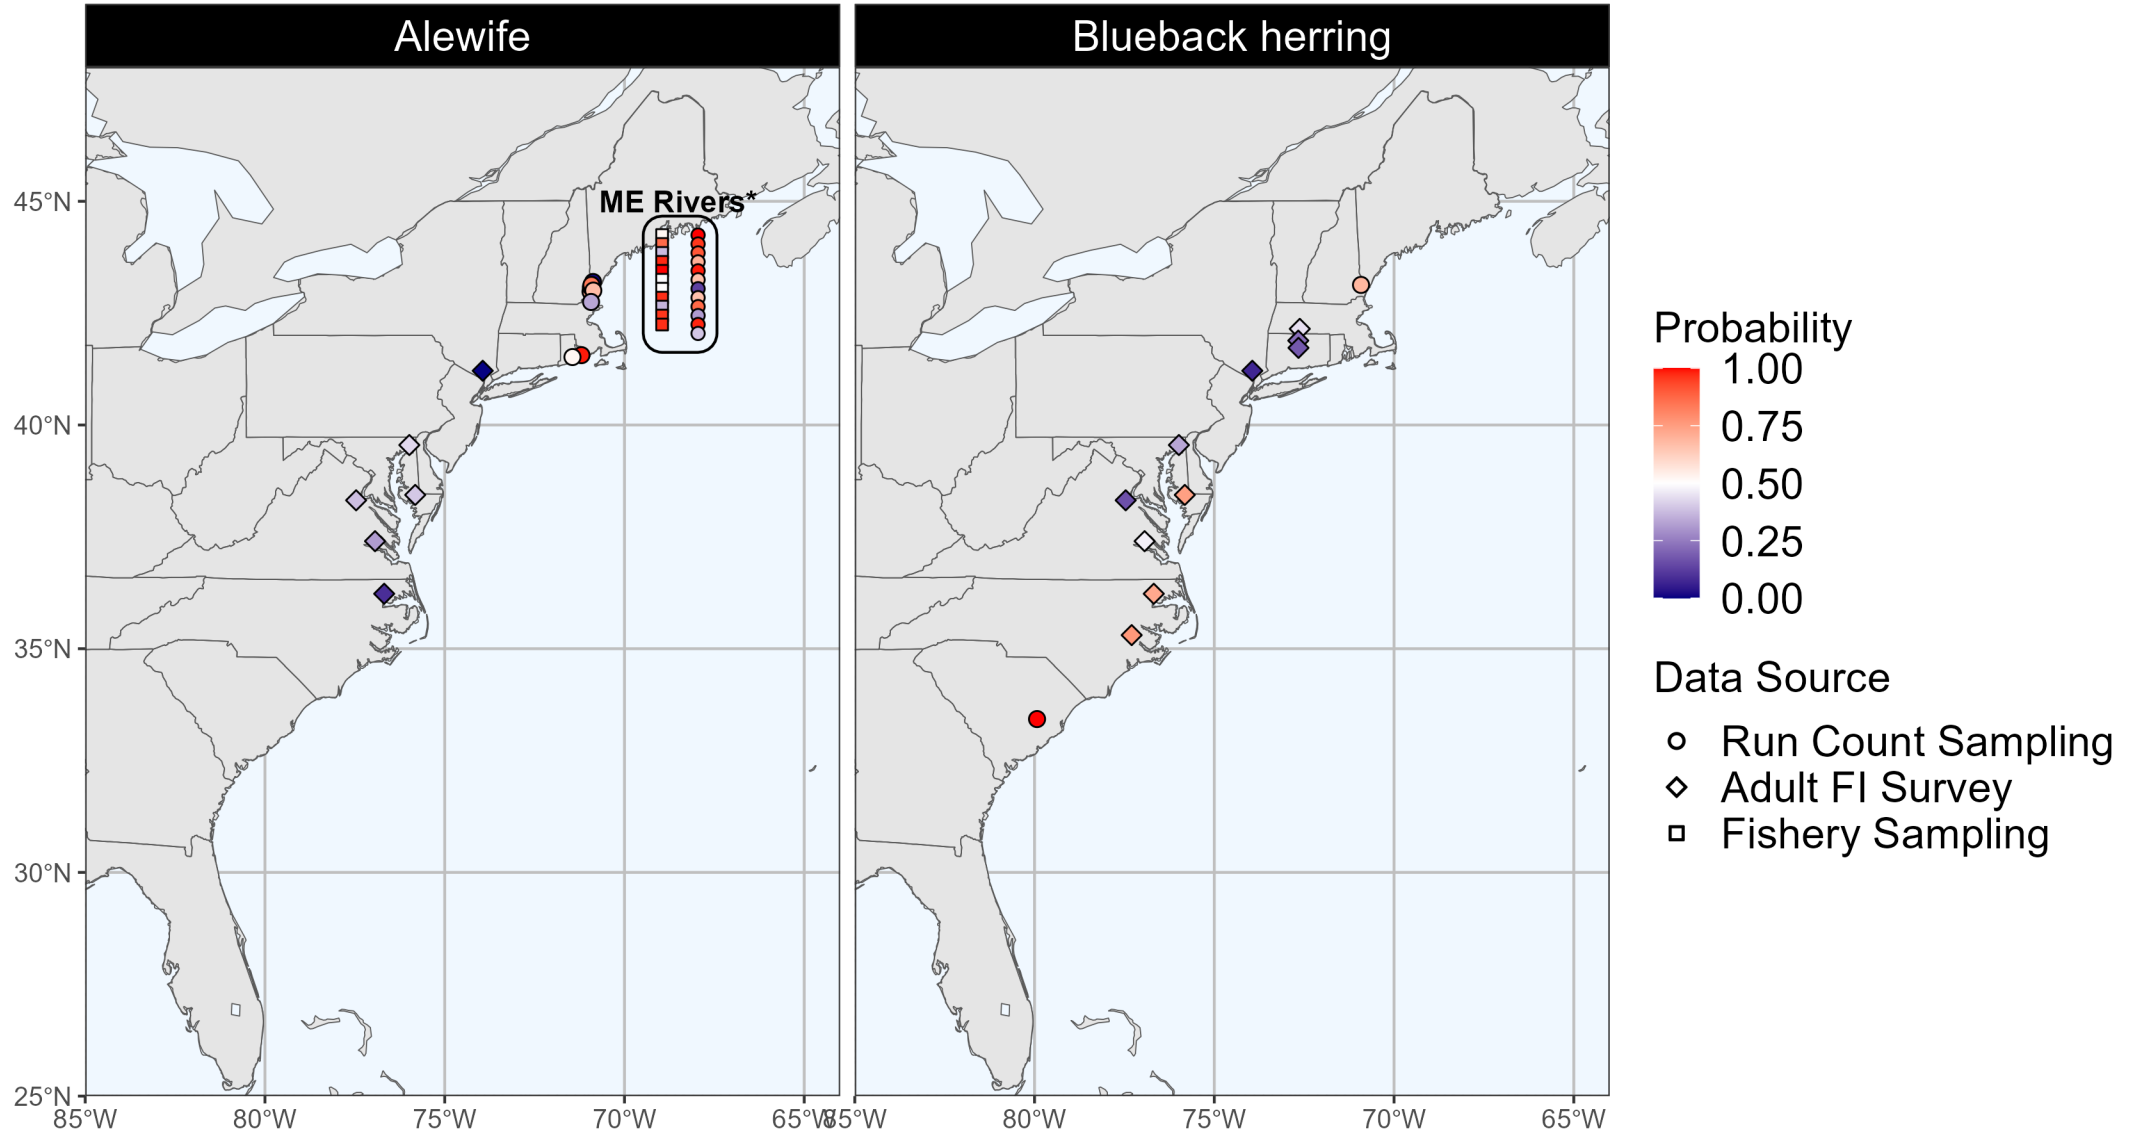 Alewife
Blueback herring
ME Rivers*
45°N
40°N
35°N
30°N
25°N
85°W 80°W 75°W 70°W 65°W
85°W 80°W 75°W 70°W 65°W
Probability
1.00
0.75
0.50
0.25
0.00
Data Source
Run Count Sampling
Adult FI Survey
Fishery Sampling